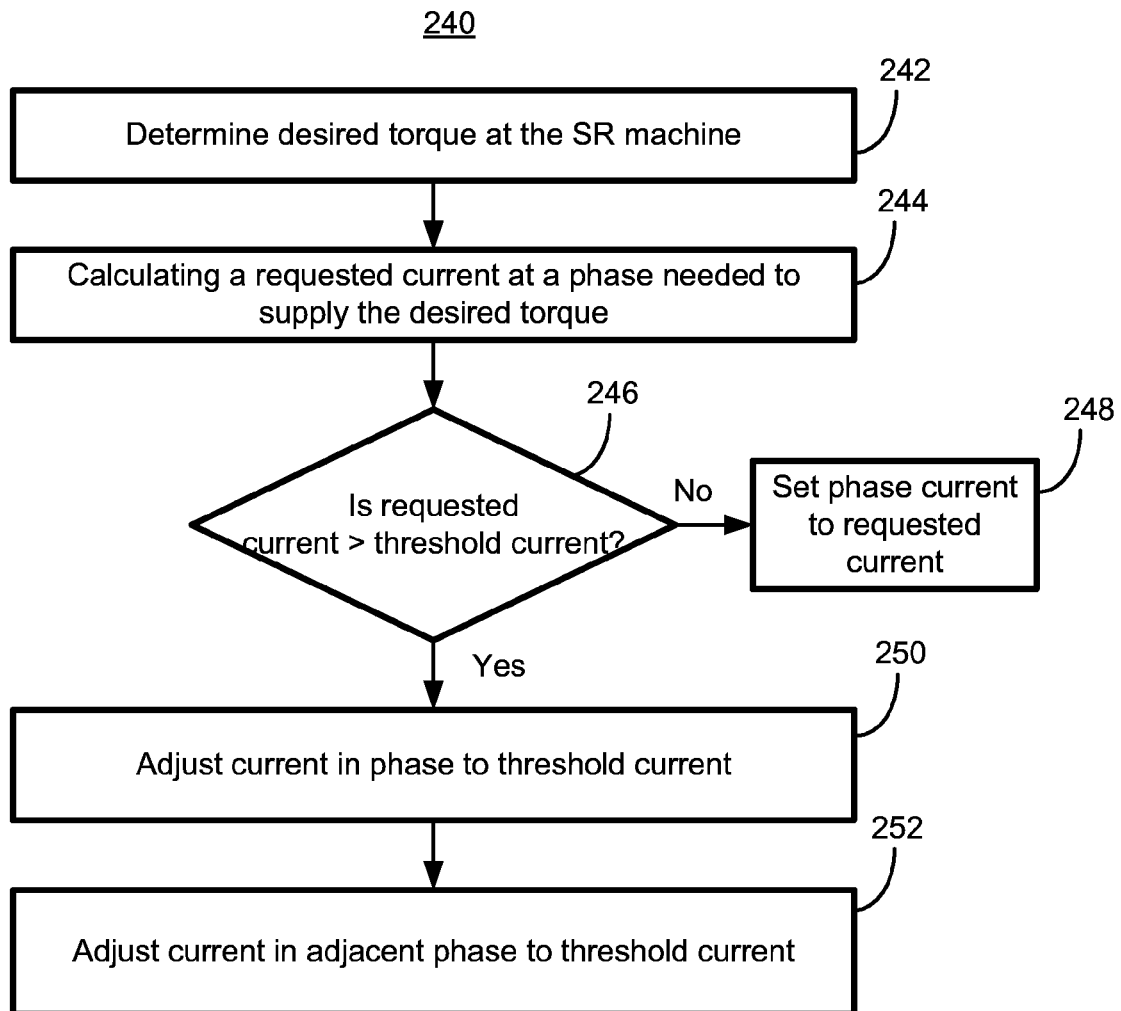 240
242
Determine desired torque at the SR machine
244
Calculating a requested current at a phase needed to
supply the desired torque
246
Is requested
current > threshold current?
No
248
Set phase current
to requested
current
Yes
250
Adjust current in phase to threshold current
252
Adjust current in adjacent phase to threshold current